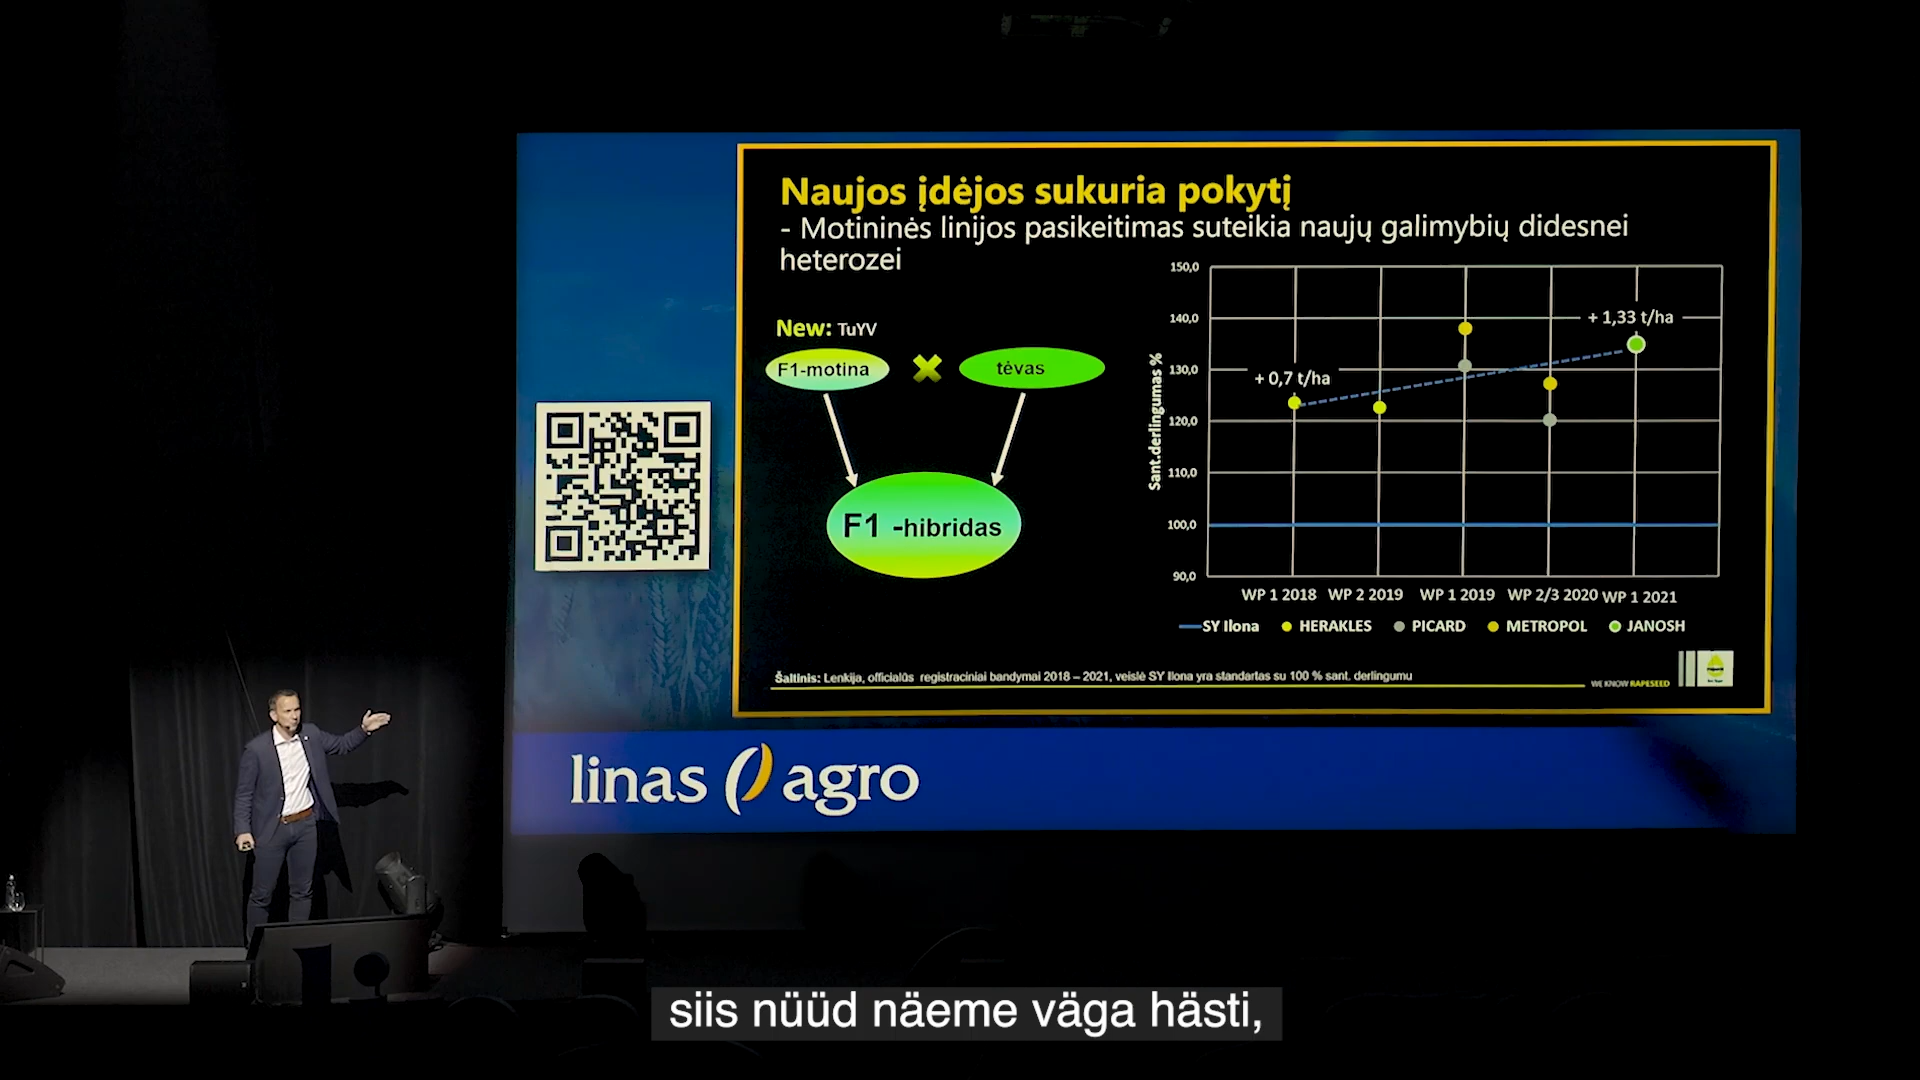 Naujos įdėjos sukuria pokytį
- Motininės linijos pasikeitimas suteikia naujų galimybių didesnei
heterozei
New: TuYV
F1-motina
tėvas
F1 -hibridas
Sant.derlingumas %
150,0
140,0
130,0
120,0
110,0
100,0
90,0
+ 0,7 t/ha
+ 1,33 t/ha
WP 1 2018 WP 2 2019 WP 1 2019 WP 2/3 2020 WP 1 2021
SY Ilona HERAKLES PICARD METROPOL JANOSH
Šaltinis: Lenkija, officialūs registraciniai bandymai 2018 – 2021, veislė SY Ilona yra standartas su 100 % sant. derlingumu
WE KNOW RAPESEED
linas agro
siis nüüd näeme väga hästi,